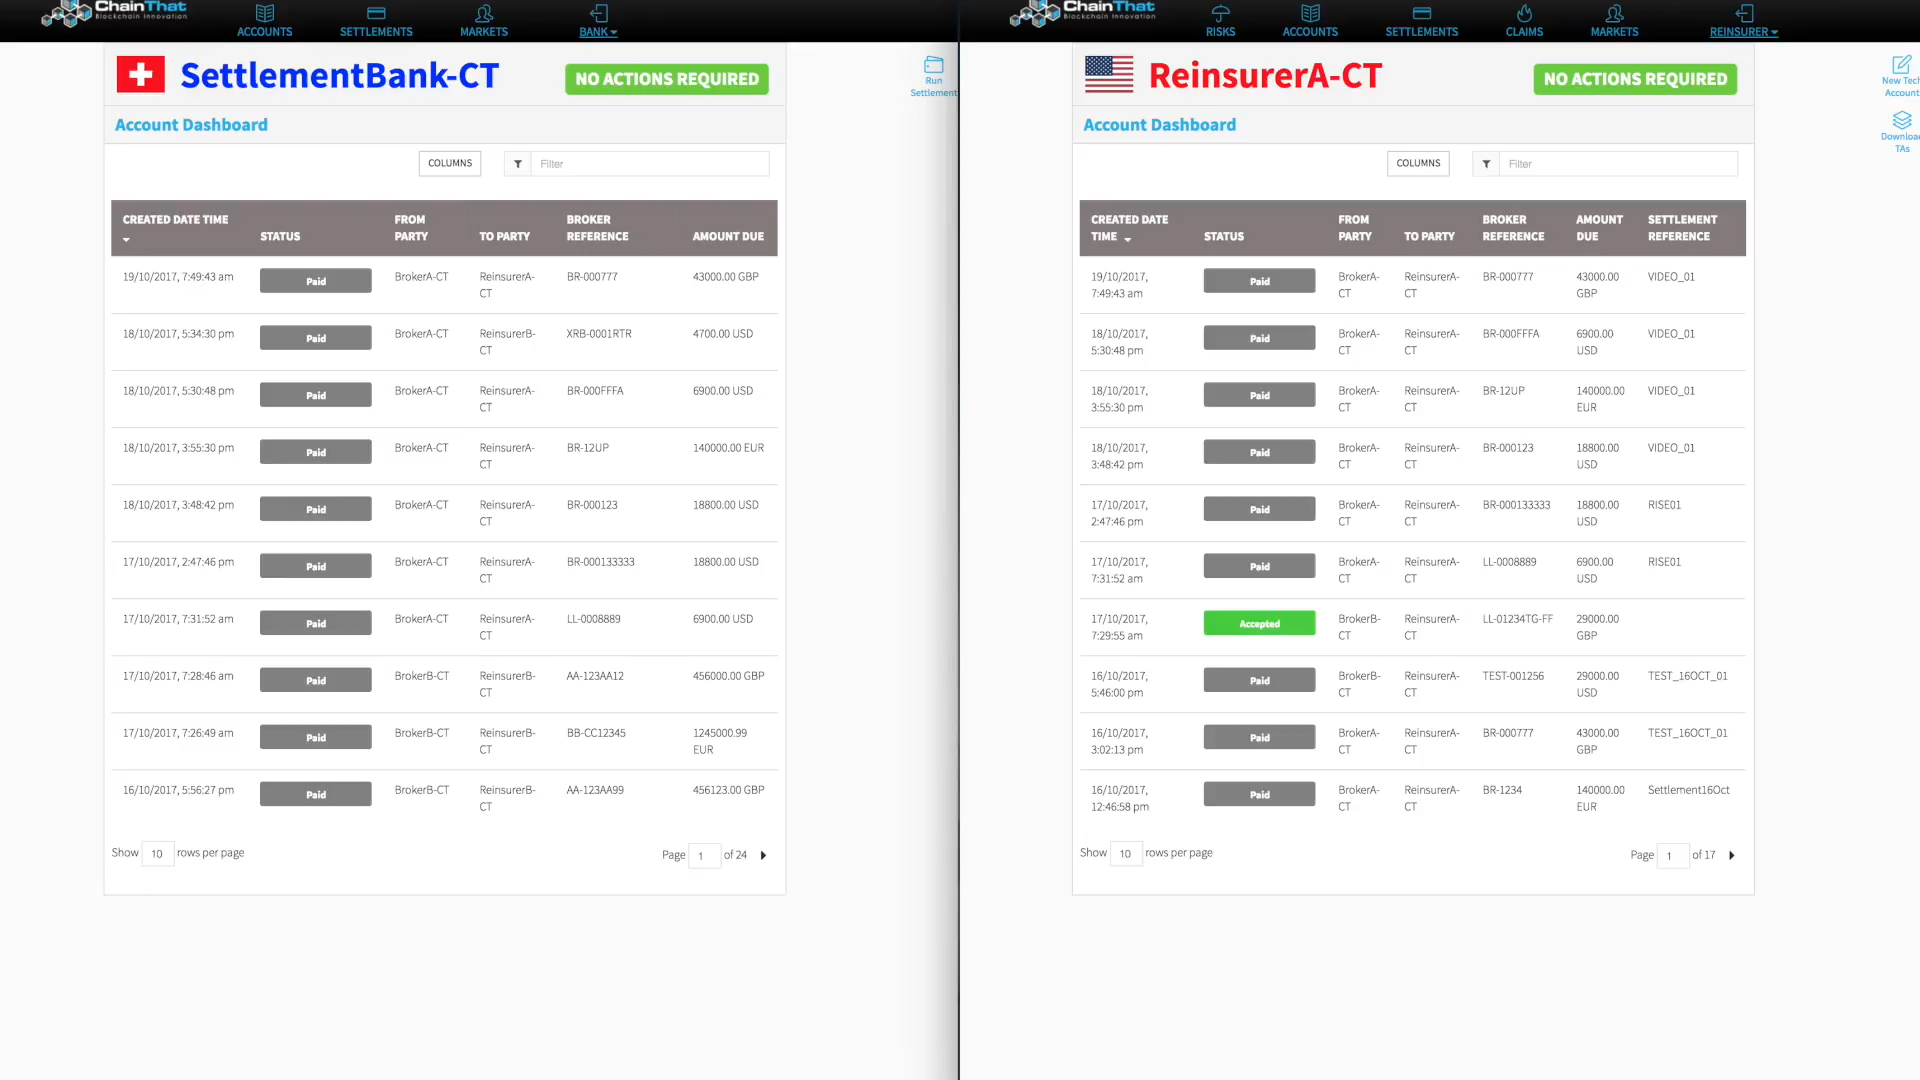 ChainThat
Blockchain Innovation
ACCOUNTS
SETTLEMENTS
MARKETS
BANK
SettlementBank-CT
NO ACTIONS REQUIRED
Run
Settlement
Account Dashboard
COLUMNS
Filter
CREATED DATE TIME STATUS FROM PARTY TO PARTY BROKER REFERENCE AMOUNT DUE
19/10/2017, 7:49:43 am Paid BrokerA-CT ReinsurerA-CT BR-000777 43000.00 GBP
18/10/2017, 5:34:30 pm Paid BrokerA-CT ReinsurerB-CT XRB-0001RTR 4700.00 USD
18/10/2017, 5:30:48 pm Paid BrokerA-CT ReinsurerA-CT BR-000FFFA 6900.00 USD
18/10/2017, 3:55:30 pm Paid BrokerA-CT ReinsurerA-CT BR-12UP 140000.00 EUR
18/10/2017, 3:48:42 pm Paid BrokerA-CT ReinsurerA-CT BR-000123 18800.00 USD
17/10/2017, 2:47:46 pm Paid BrokerA-CT ReinsurerA-CT BR-000133333 18800.00 USD
17/10/2017, 7:31:52 am Paid BrokerA-CT ReinsurerA-CT LL-0008889 6900.00 USD
17/10/2017, 7:28:46 am Paid BrokerB-CT ReinsurerB-CT AA-123AA12 456000.00 GBP
17/10/2017, 7:26:49 am Paid BrokerB-CT ReinsurerB-CT BB-CC12345 1245000.99 EUR
16/10/2017, 5:56:27 pm Paid BrokerB-CT ReinsurerB-CT AA-123AA99 456123.00 GBP
Show 10 rows per page
Page 1 of 24
ChainThat
Blockchain Innovation
RISKS
ACCOUNTS
SETTLEMENTS
CLAIMS
MARKETS
REINSURER
ReinsurerA-CT
NO ACTIONS REQUIRED
New Tech
Account
Downloa
TAs
Account Dashboard
COLUMNS
Filter
CREATED DATE TIME STATUS FROM PARTY TO PARTY BROKER REFERENCE AMOUNT DUE SETTLEMENT REFERENCE
19/10/2017, 7:49:43 am Paid BrokerA-CT ReinsurerA-CT BR-000777 43000.00 GBP VIDEO_01
18/10/2017, 5:30:48 pm Paid BrokerA-CT ReinsurerA-CT BR-000FFFA 6900.00 USD VIDEO_01
18/10/2017, 3:55:30 pm Paid BrokerA-CT ReinsurerA-CT BR-12UP 140000.00 EUR VIDEO_01
18/10/2017, 3:48:42 pm Paid BrokerA-CT ReinsurerA-CT BR-000123 18800.00 USD VIDEO_01
17/10/2017, 2:47:46 pm Paid BrokerA-CT ReinsurerA-CT BR-000133333 18800.00 USD RISE01
17/10/2017, 7:31:52 am Paid BrokerA-CT ReinsurerA-CT LL-0008889 6900.00 USD RISE01
17/10/2017, 7:29:55 am Accepted BrokerB-CT ReinsurerA-CT LL-01234TG-FF 29000.00 GBP
16/10/2017, 5:46:00 pm Paid BrokerB-CT ReinsurerA-CT TEST-001256 29000.00 USD TEST_16OCT_01
16/10/2017, 3:02:13 pm Paid BrokerA-CT ReinsurerA-CT BR-000777 43000.00 GBP TEST_16OCT_01
16/10/2017, 12:46:58 pm Paid BrokerA-CT ReinsurerA-CT BR-1234 140000.00 EUR Settlement16Oct
Show 10 rows per page
Page 1 of 17